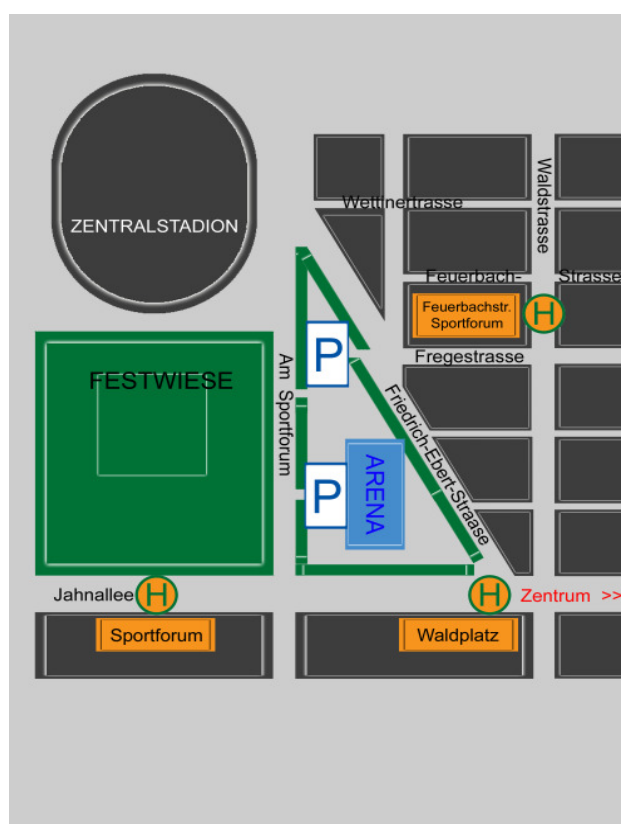 Waldstrasse
Wettinertrasse
ZENTRALSTADION
Feuerbach- Strasse
Feuerbachstr.
Sportforum
H
P
Fregestrasse
FESTWIESE
Am Sportforum
Friedrich-Ebert-Straase
ARENA
P
Jahnallee H
H Zentrum >>
Sportforum
Waldplatz